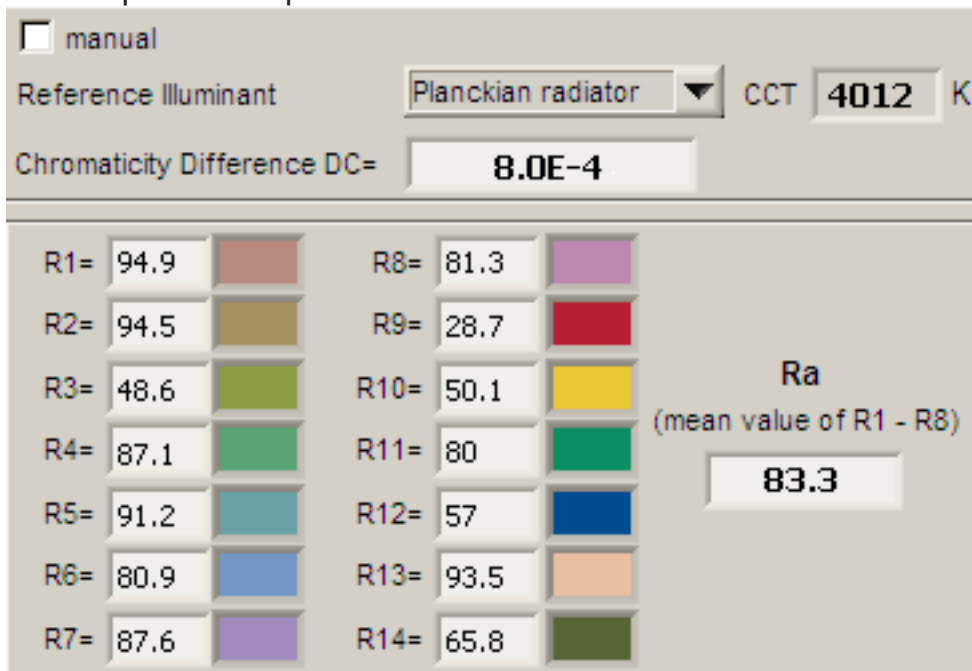 manual
Reference Illuminant Planckian radiator CCT 4012 K
Chromaticity Difference DC= 8.0E-4
R1= 94.9 R8= 81.3
R2= 94.5 R9= 28.7
R3= 48.6 R10= 50.1
R4= 87.1 R11= 80
R5= 91.2 R12= 57
R6= 80.9 R13= 93.5
R7= 87.6 R14= 65.8
Ra
(mean value of R1 - R8)
83.3